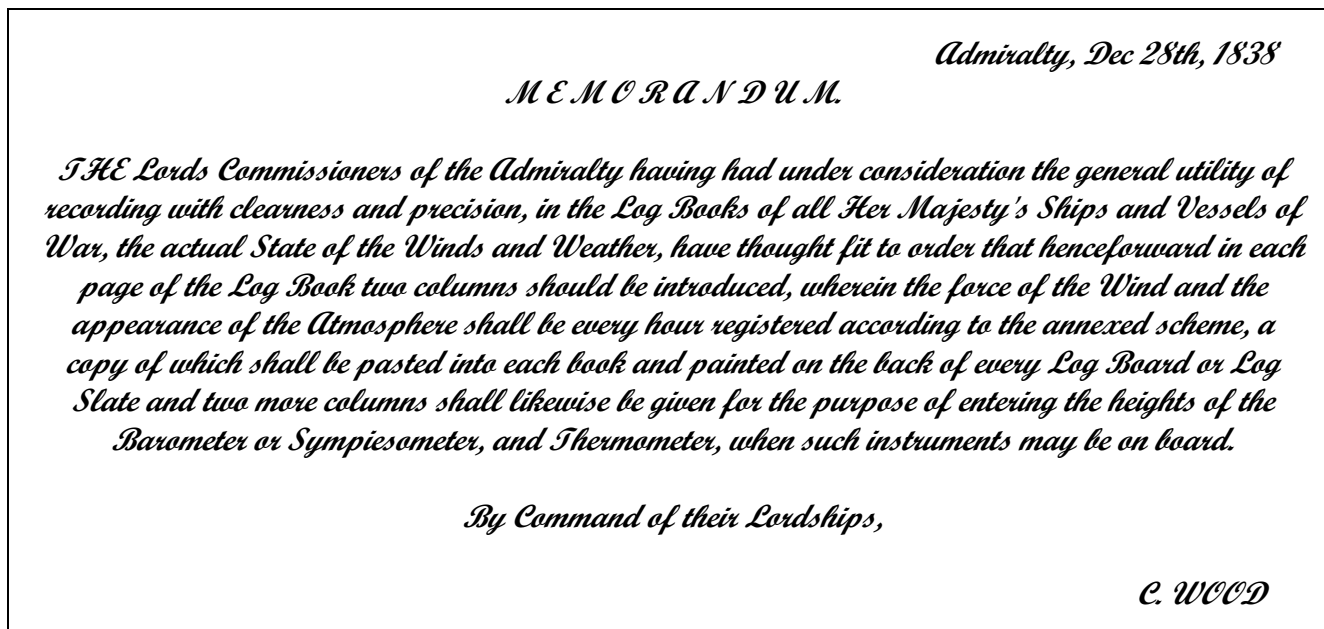 Admiralty, Dec 28th, 1838
M E M O R A N D U M.
THE Lords Commissioners of the Admiralty having had under consideration the general utility of
recording with clearness and precision, in the Log Books of all Her Majesty's Ships and Vessels of
War, the actual State of the Winds and Weather, have thought fit to order that henceforward in each
page of the Log Book two columns should be introduced, wherein the force of the Wind and the
appearance of the Atmosphere shall be every hour registered according to the annexed scheme, a
copy of which shall be pasted into each book and painted on the back of every Log Board or Log
Slate and two more columns shall likewise be given for the purpose of entering the heights of the
Barometer or Sympiesometer, and Thermometer, when such instruments may be on board.
By Command of their Lordships,
C. WOOD